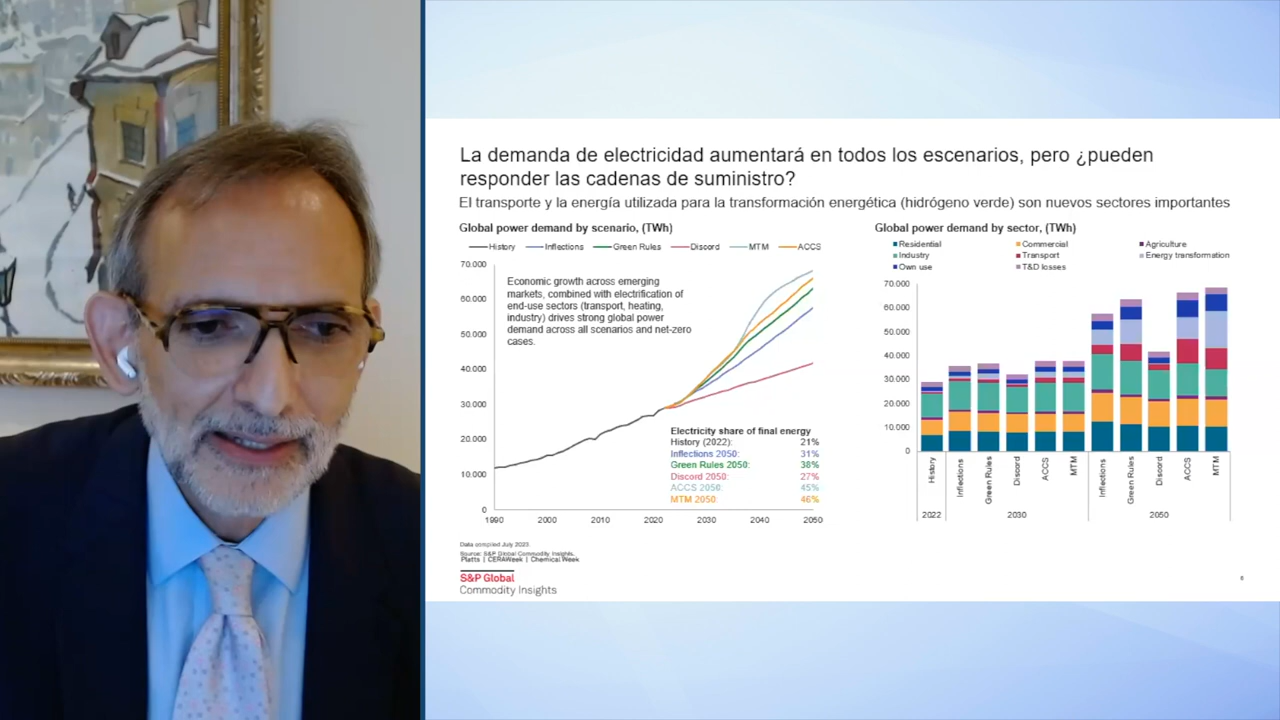 La demanda de electricidad aumentará en todos los escenarios, pero ¿pueden
responder las cadenas de suministro?
El transporte y la energía utilizada para la transformación energética (hidrógeno verde) son nuevos sectores importantes
Global power demand by scenario, (TWh)
History Inflections Green Rules Discord MTM ACCS
70.000
60.000
50.000
40.000
30.000
20.000
10.000
0
Economic growth across emerging
markets, combined with electrification of
end-use sectors (transport, heating,
industry) drives strong global power
demand across all scenarios and net-zero
cases.
Electricity share of final energy
History (2022): 21%
Inflections 2050: 31%
Green Rules 2050: 38%
Discord 2050: 27%
ACCS 2050: 45%
MTM 2050: 46%
1990 2000 2010 2020 2030 2040 2050
Global power demand by sector, (TWh)
Residential Commercial Agriculture
Industry Transport Energy transformation
Own use T&D losses
70.000
60.000
50.000
40.000
30.000
20.000
10.000
0
History Inflections Green Rules Discord ACCS MTM Inflections Green Rules Discord ACCS MTM
2022 2030 2050
Data compiled July 2023.
Source: S&P Global Commodity Insights.
Platts | CERAWeek | Chemical Week
S&P Global
Commodity Insights
6